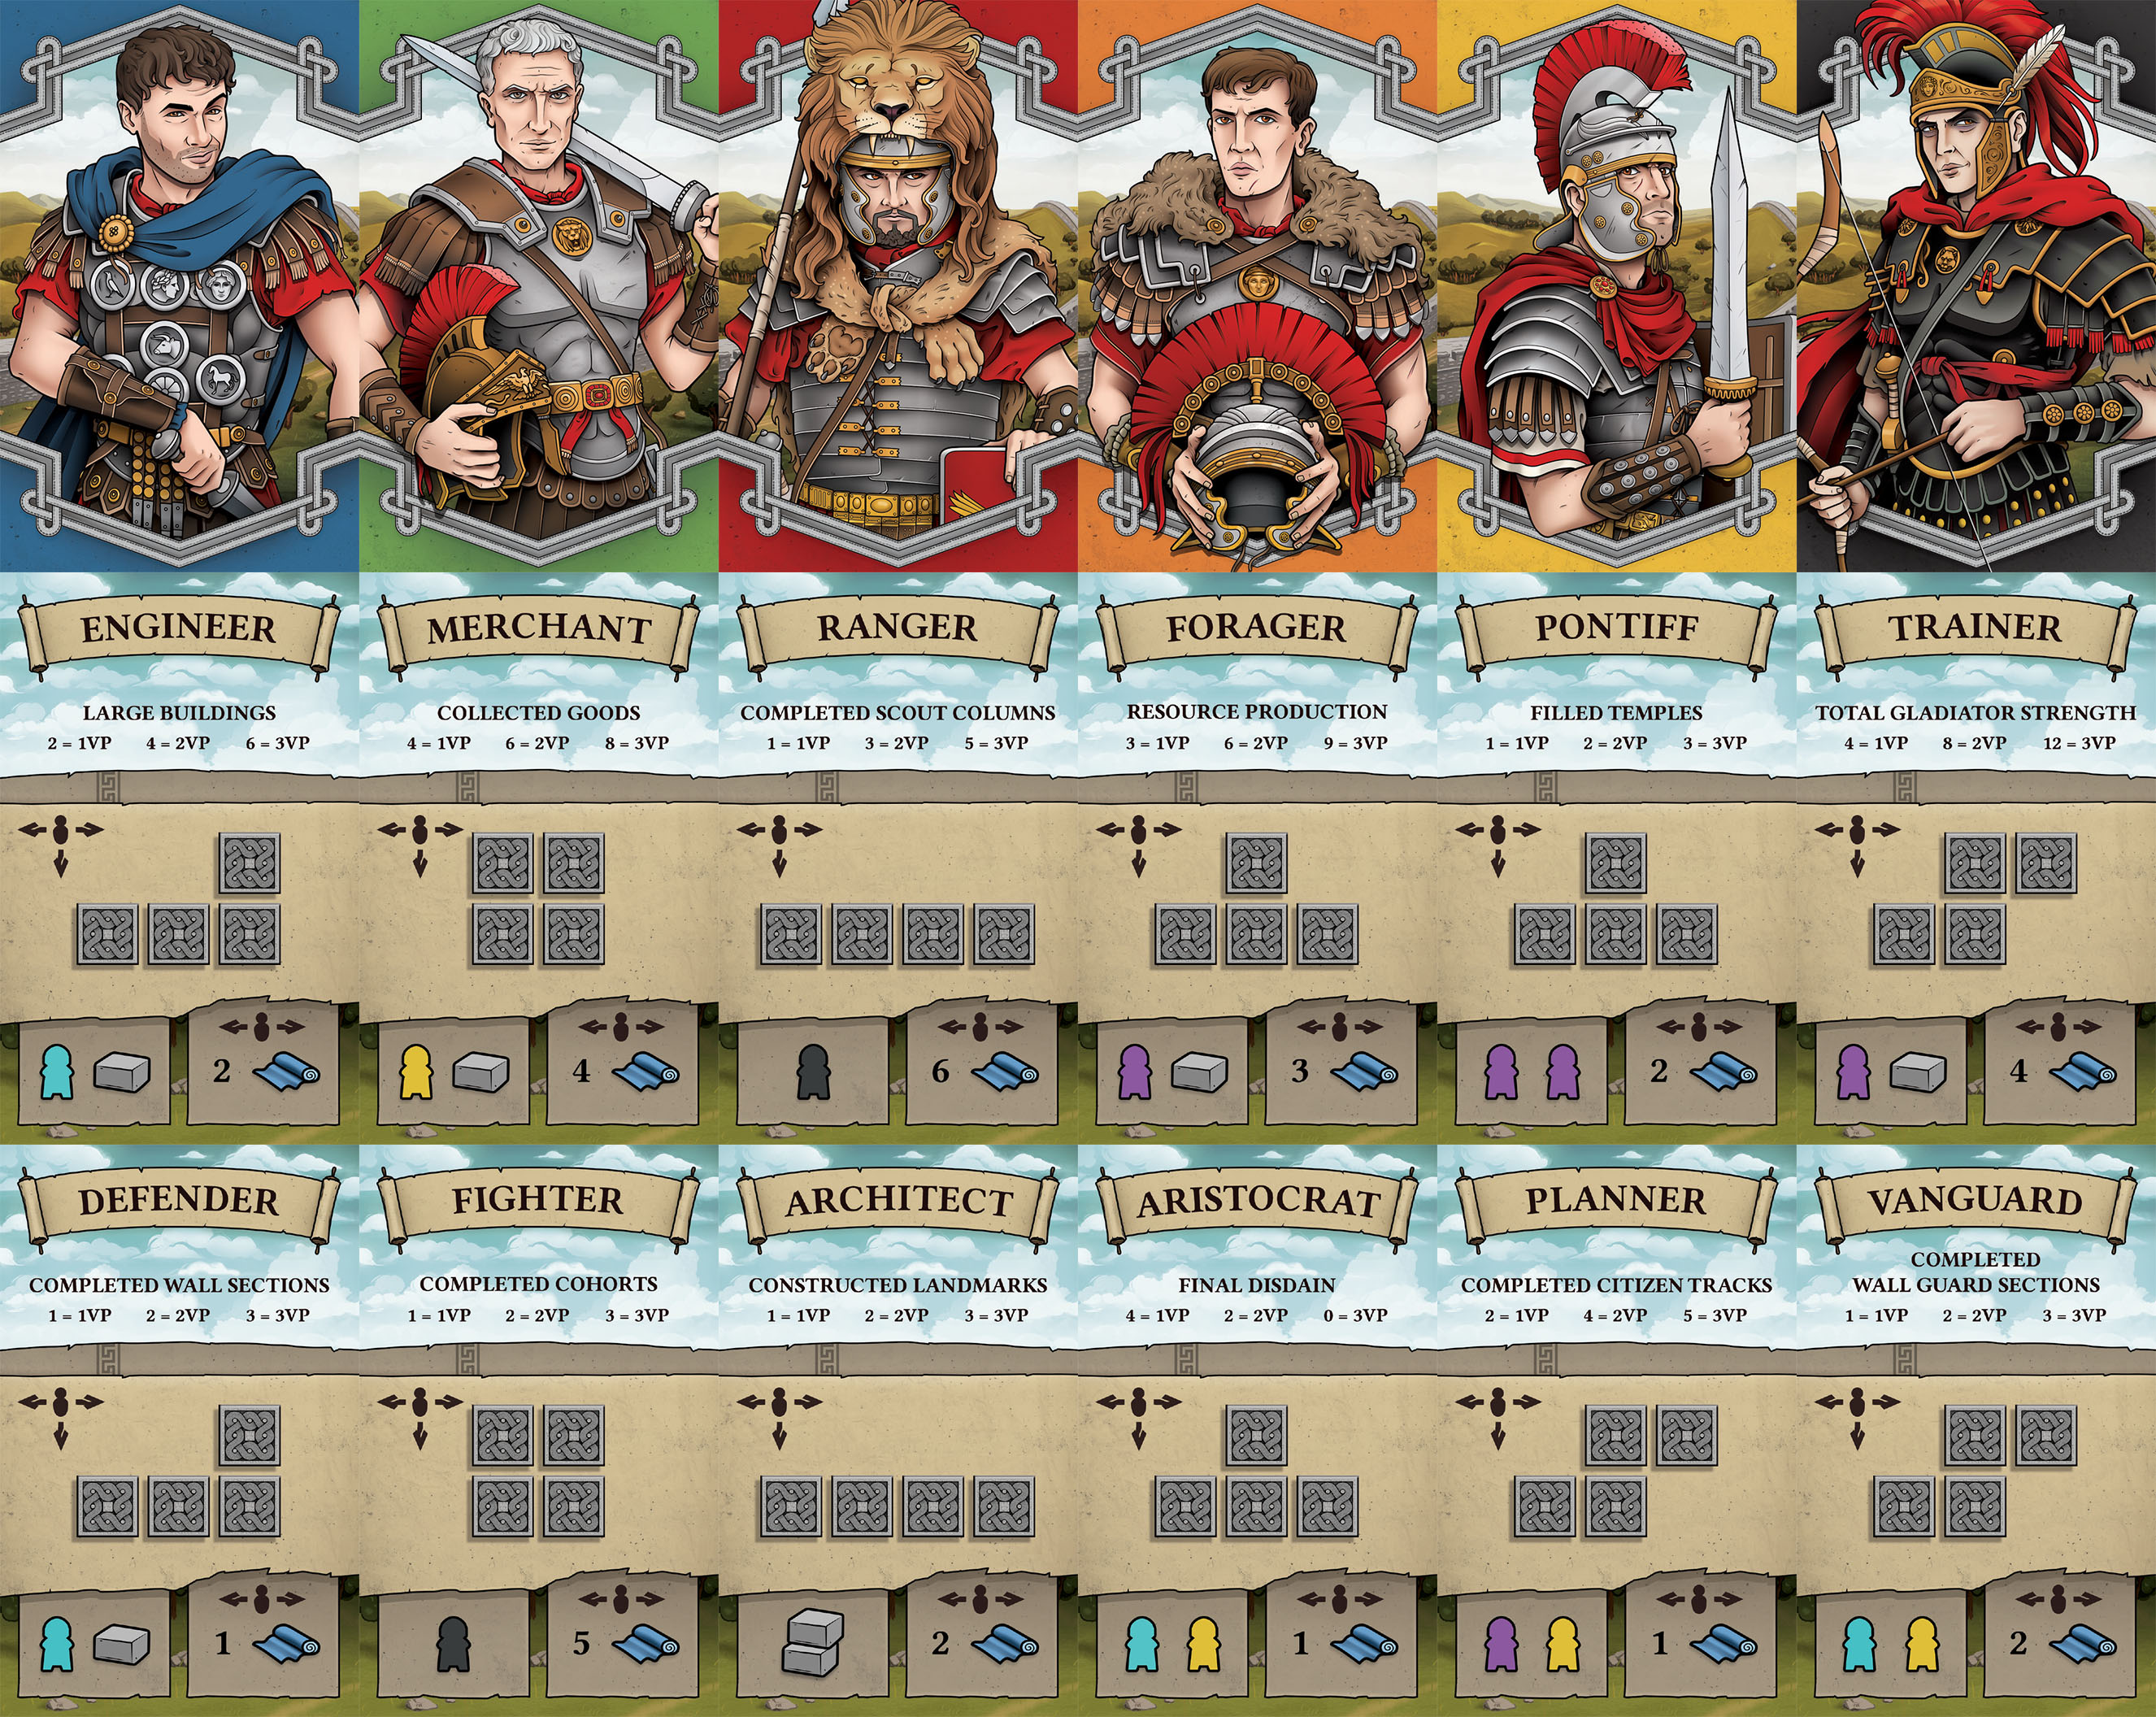 ENGINEER
LARGE BUILDINGS
2 = 1VP 4 = 2VP 6 = 3VP
2
MERCHANT
COLLECTED GOODS
4 = 1VP 6 = 2VP 8 = 3VP
4
RANGER
COMPLETED SCOUT COLUMNS
1 = 1VP 3 = 2VP 5 = 3VP
6
FORAGER
RESOURCE PRODUCTION
3 = 1VP 6 = 2VP 9 = 3VP
3
PONTIFF
FILLED TEMPLES
1 = 1VP 2 = 2VP 3 = 3VP
2
TRAINER
TOTAL GLADIATOR STRENGTH
4 = 1VP 8 = 2VP 12 = 3VP
4
DEFENDER
COMPLETED WALL SECTIONS
1 = 1VP 2 = 2VP 3 = 3VP
1
FIGHTER
COMPLETED COHORTS
1 = 1VP 2 = 2VP 3 = 3VP
5
ARCHITECT
CONSTRUCTED LANDMARKS
1 = 1VP 2 = 2VP 3 = 3VP
2
ARISTOCRAT
FINAL DISDAIN
4 = 1VP 2 = 2VP 0 = 3VP
1
PLANNER
COMPLETED CITIZEN TRACKS
2 = 1VP 4 = 2VP 5 = 3VP
1
VANGUARD
COMPLETED
WALL GUARD SECTIONS
1 = 1VP 2 = 2VP 3 = 3VP
2